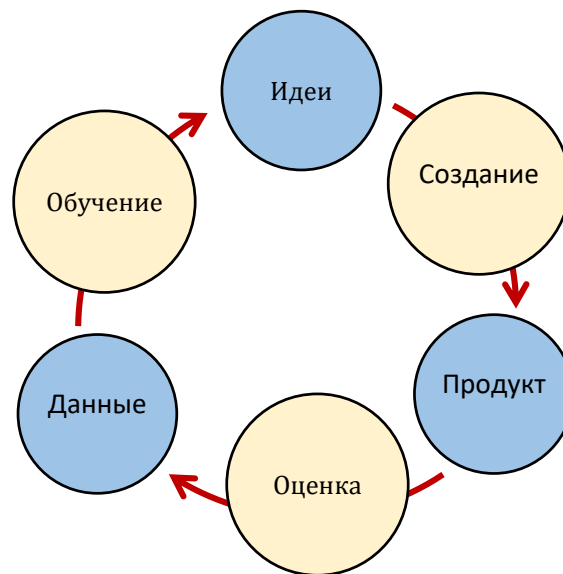 Идеи
Создание
Продукт
Оценка
Данные
Обучение